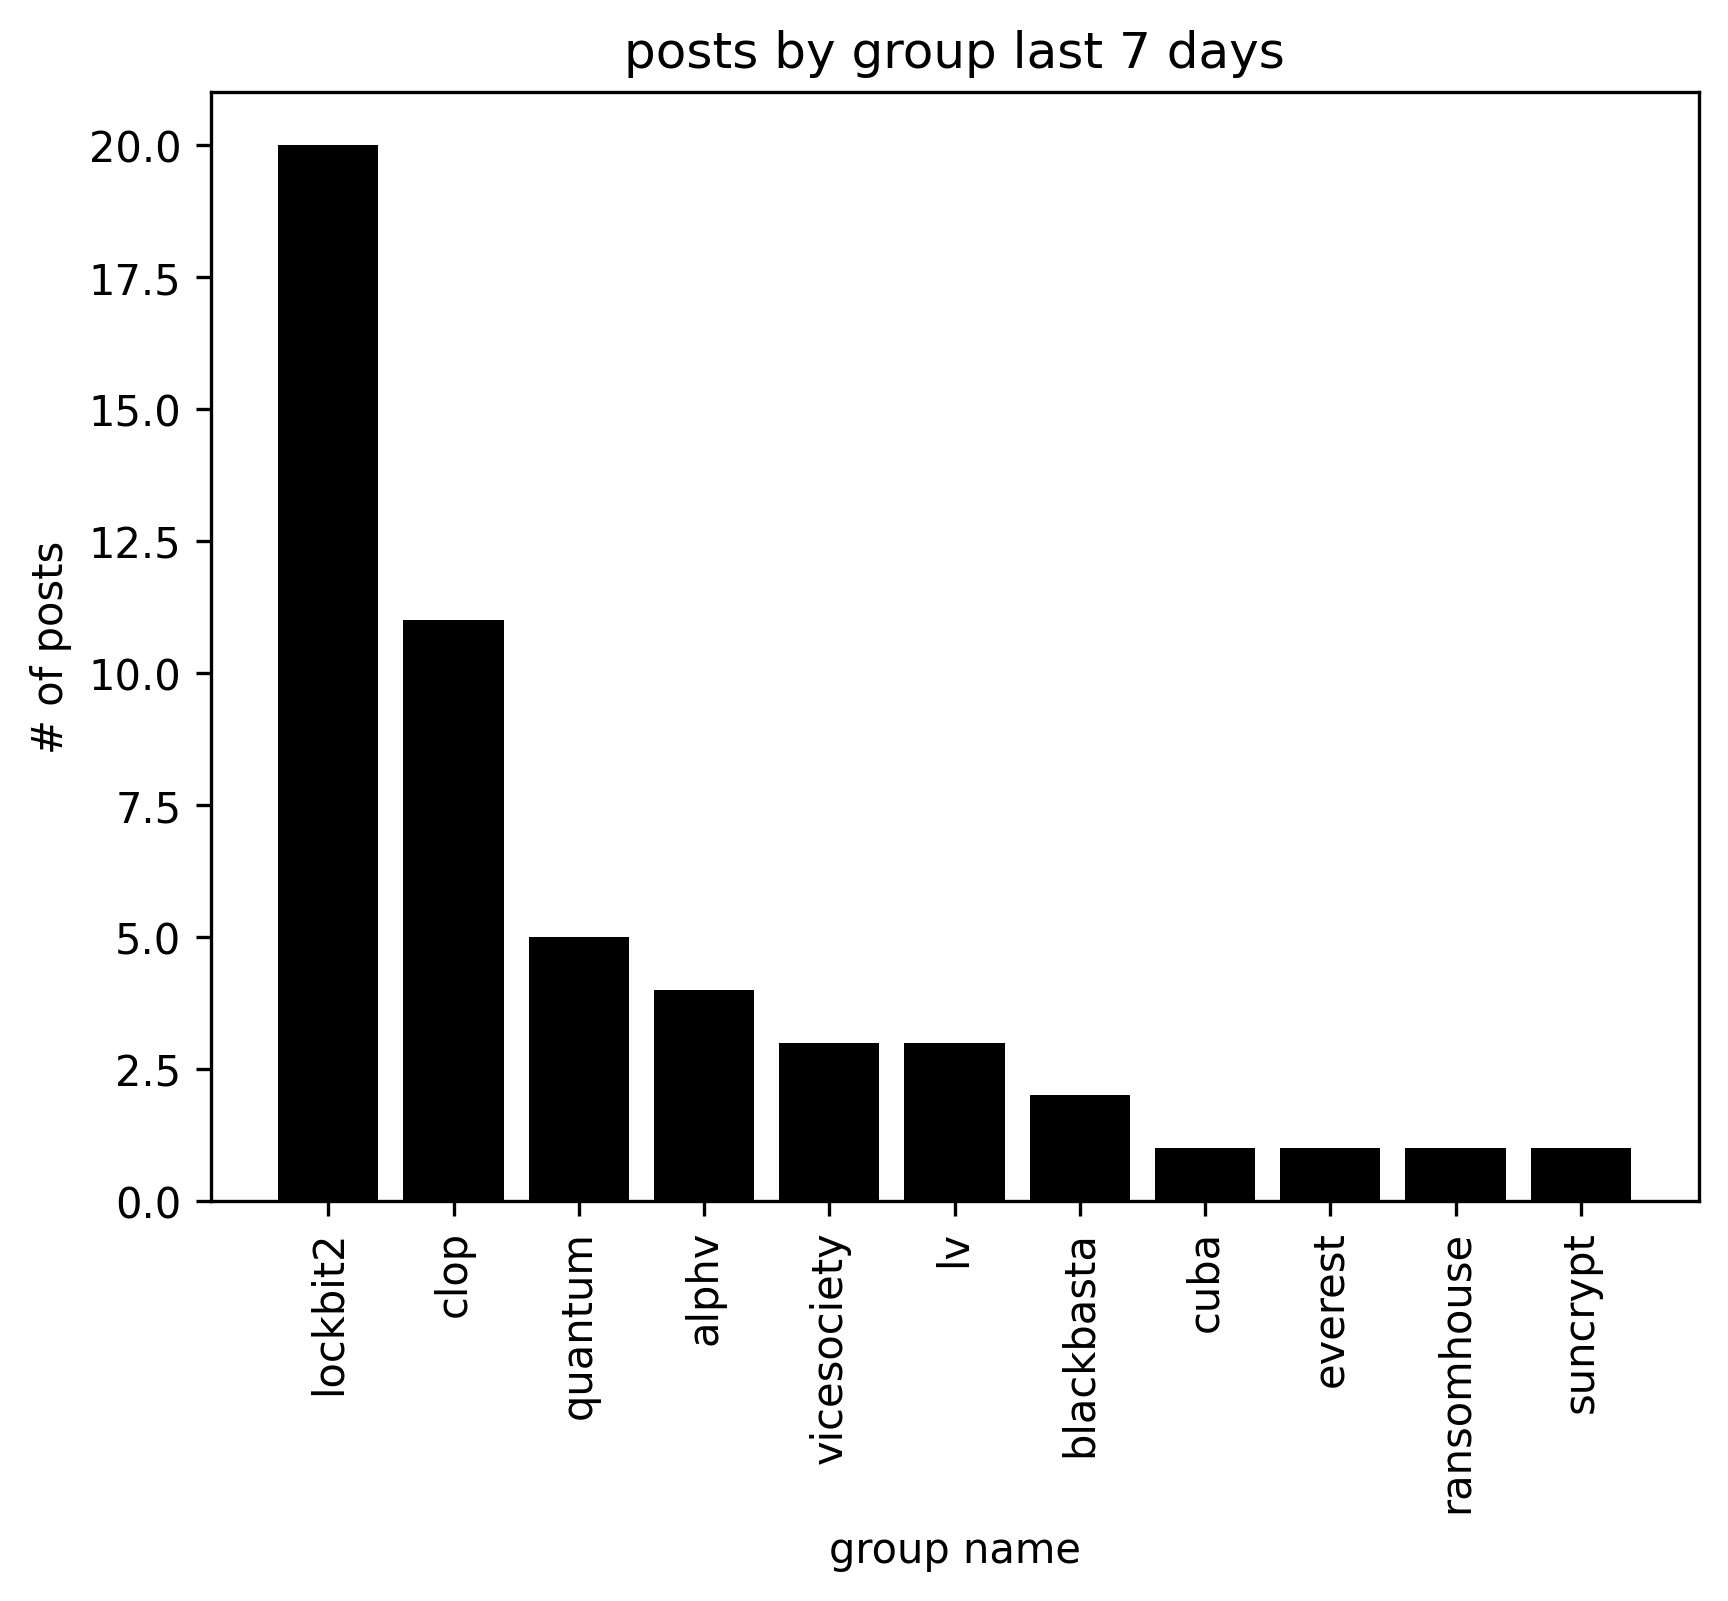 posts by group last 7 days
20.0
17.5
15.0
12.5
10.0
7.5
5.0
2.5
0.0
# of posts
lockbit2
clop
quantum
alphv
vicesociety
lv
blackbasta
cuba
everest
ransomhouse
suncrypt
group name